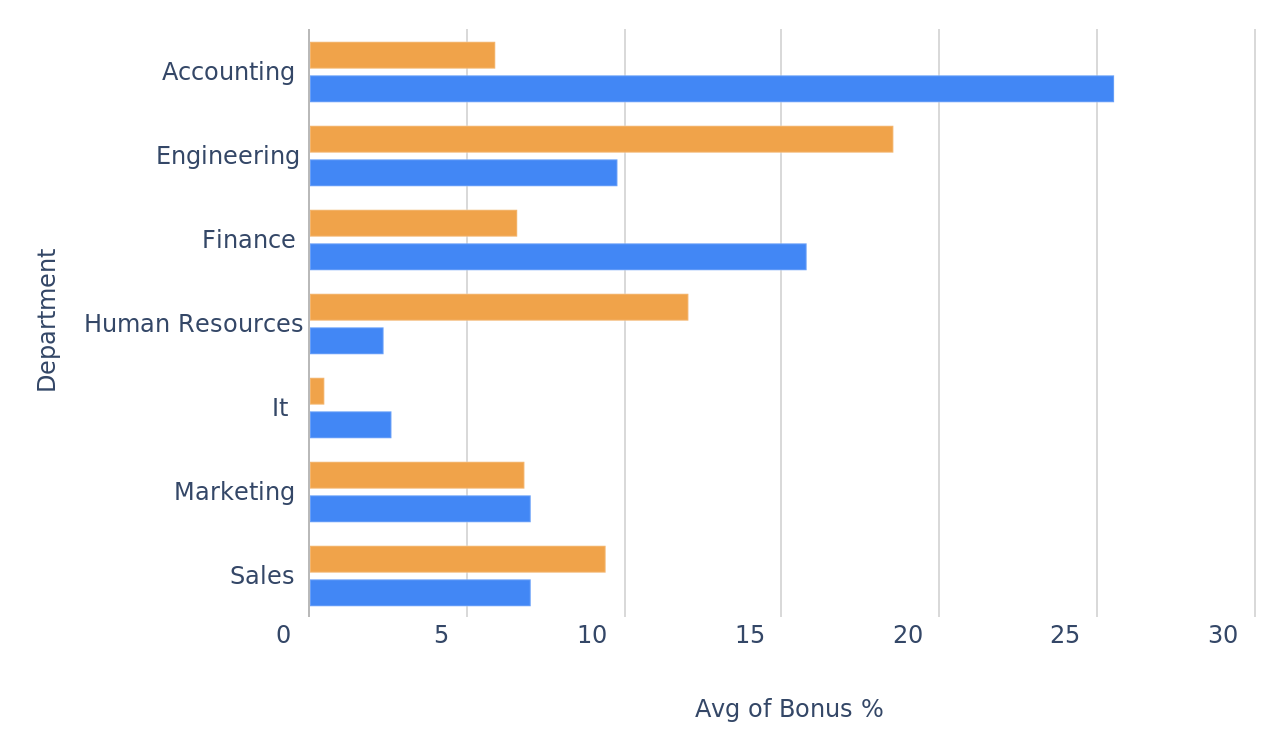 Accounting
Engineering
Finance
Human Resources
It
Marketing
Sales
Department
0 5 10 15 20 25 30
Avg of Bonus %